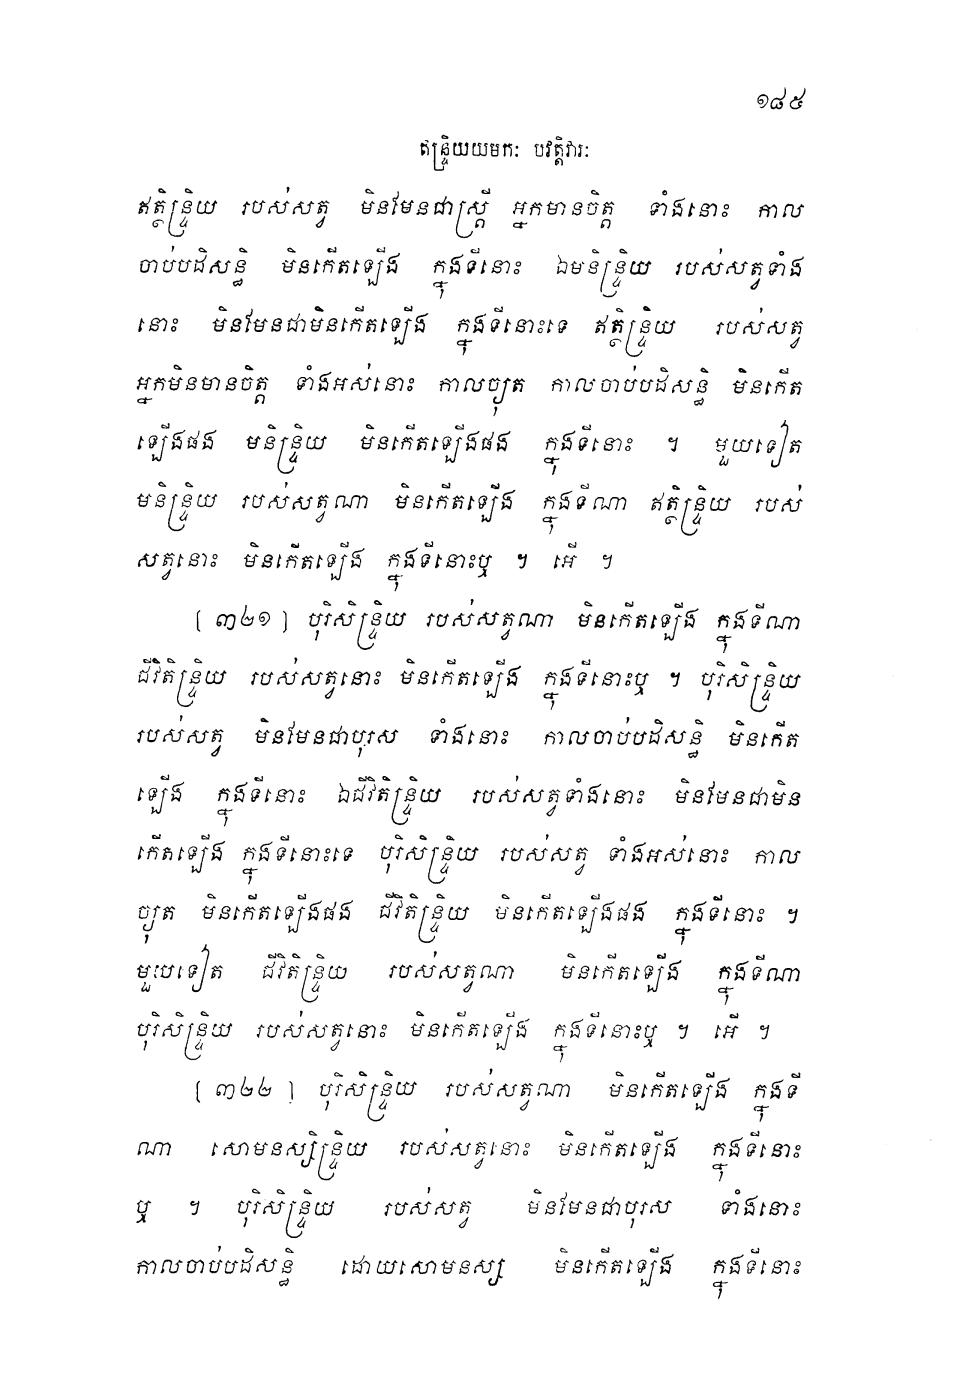 ១៨៥
ឥន្ទ្រិយយមកៈ បវត្តិវារៈ
ឥត្ថិន្ទ្រិយ របស់សត្វ មិនមែនជាស្ត្រី អ្នកមានចិត្ត ទាំងនោះ កាល
ចាប់បដិសន្ធិ មិនកើតឡើង ក្នុងទីនោះ ឯមនិន្ទ្រិយ របស់សត្វទាំង
នោះ មិនមែនជាមិនកើតឡើង ក្នុងទីនោះទេ ឥត្ថិន្ទ្រិយ របស់សត្វ
អ្នកមិនមានចិត្ត ទាំងអស់នោះ កាលច្យុត កាលចាប់បដិសន្ធិ មិនកើត
ឡើងផង មនិន្ទ្រិយ មិនកើតឡើងផង ក្នុងទីនោះ ។ មួយទៀត
មនិន្ទ្រិយ របស់សត្វណា មិនកើតឡើង ក្នុងទីណា ឥត្ថិន្ទ្រិយ របស់
សត្វនោះ មិនកើតឡើង ក្នុងទីនោះឬ ។ អើ ។
(៣២១) បុរិសិន្ទ្រិយ របស់សត្វណា មិនកើតឡើង ក្នុងទីណា
ជីវិតិន្ទ្រិយ របស់សត្វនោះ មិនកើតឡើង ក្នុងទីនោះឬ ។ បុរិសិន្ទ្រិយ
របស់សត្វ មិនមែនជាបុរស ទាំងនោះ កាលចាប់បដិសន្ធិ មិនកើត
ឡើង ក្នុងទីនោះ ឯជីវិតិន្ទ្រិយ របស់សត្វទាំងនោះ មិនមែនជាមិន
កើតឡើង ក្នុងទីនោះទេ បុរិសិន្ទ្រិយ របស់សត្វ ទាំងអស់នោះ កាល
ច្យុត មិនកើតឡើងផង ជីវិតិន្ទ្រិយ មិនកើតឡើងផង ក្នុងទីនោះ ។
មួយទៀត ជីវិតិន្ទ្រិយ របស់សត្វណា មិនកើតឡើង ក្នុងទីណា
បុរិសិន្ទ្រិយ របស់សត្វនោះ មិនកើតឡើង ក្នុងទីនោះឬ ។ អើ ។
(៣២២) បុរិសិន្ទ្រិយ របស់សត្វណា មិនកើតឡើង ក្នុងទី
ណា សោមនស្សិន្ទ្រិយ របស់សត្វនោះ មិនកើតឡើង ក្នុងទីនោះ
ឬ ។ បុរិសិន្ទ្រិយ របស់សត្វ មិនមែនជាបុរស ទាំងនោះ
កាលចាប់បដិសន្ធិ ដោយសោមនស្ស មិនកើតឡើង ក្នុងទីនោះ